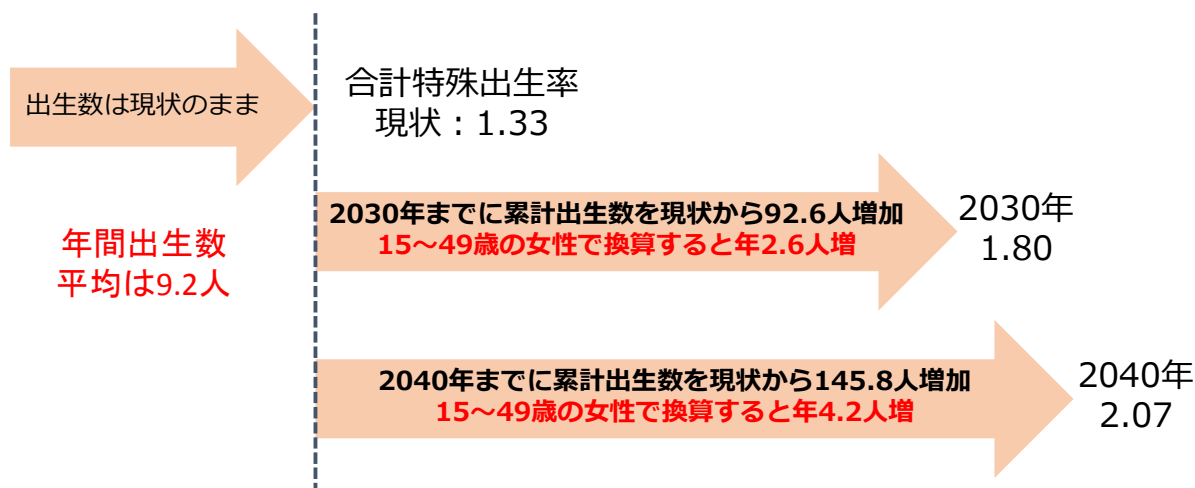 出生数は現状のまま
合計特殊出生率
現状：1.33
年間出生数
平均は9.2人
2030年までに累計出生数を現状から92.6人増加
15～49歳の女性で換算すると年2.6人増
2030年
1.80
2040年までに累計出生数を現状から145.8人増加
15～49歳の女性で換算すると年4.2人増
2040年
2.07